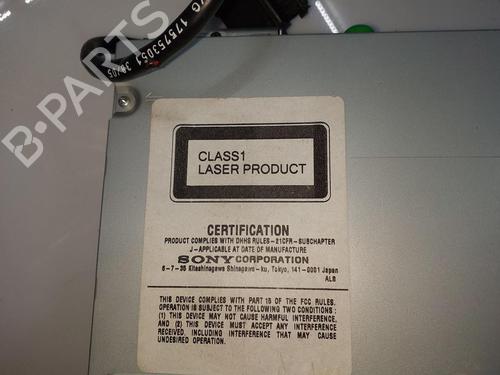 B-PARTS
175753051 36/05
CLASS1
LASER PRODUCT
CERTIFICATION
PRODUCT COMPLIES WITH DHHS RULES -21CFR-SUBCHAPTER
J-APPLICABLE AT DATE OF MANUFACTURE
SONY CORPORATION
6-7-35 Kitashinagawa Shinagawa-ku, Tokyo, 141-0001 Japan
ALB
THIS DEVICE COMPLIES WITH PART 15 OF THE FCC RULES.
OPERATION IS SUBJECT TO THE FOLLOWING TWO CONDITIONS :
(1) THIS DEVICE MAY NOT CAUSE HARMFUL INTERFERENCE,
AND (2) THIS DEVICE MUST ACCEPT ANY INTERFERENCE
RECEIVED, INCLUDING INTERFERENCE THAT MAY CAUSE
UNDESIRED OPERATION.